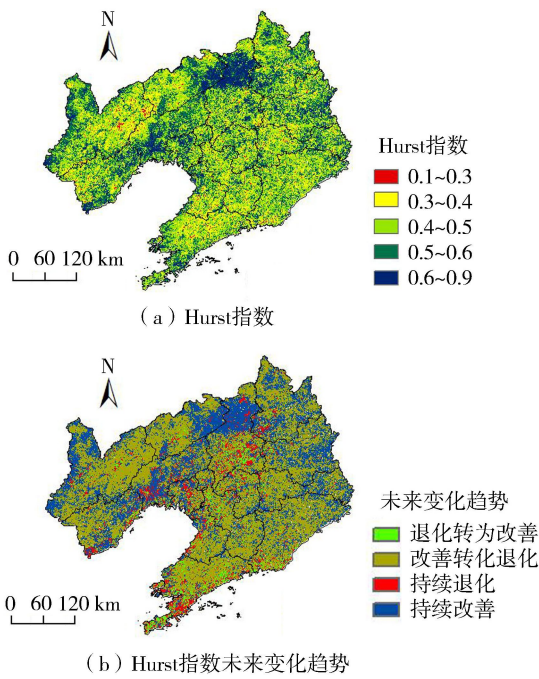 N
Hurst指数
0.1~0.3
0.3~0.4
0.4~0.5
0.5~0.6
0.6~0.9
0 60 120 km
（a）Hurst指数
N
未来变化趋势
退化转为改善
改善转化退化
持续退化
持续改善
0 60 120 km
（b）Hurst指数未来变化趋势